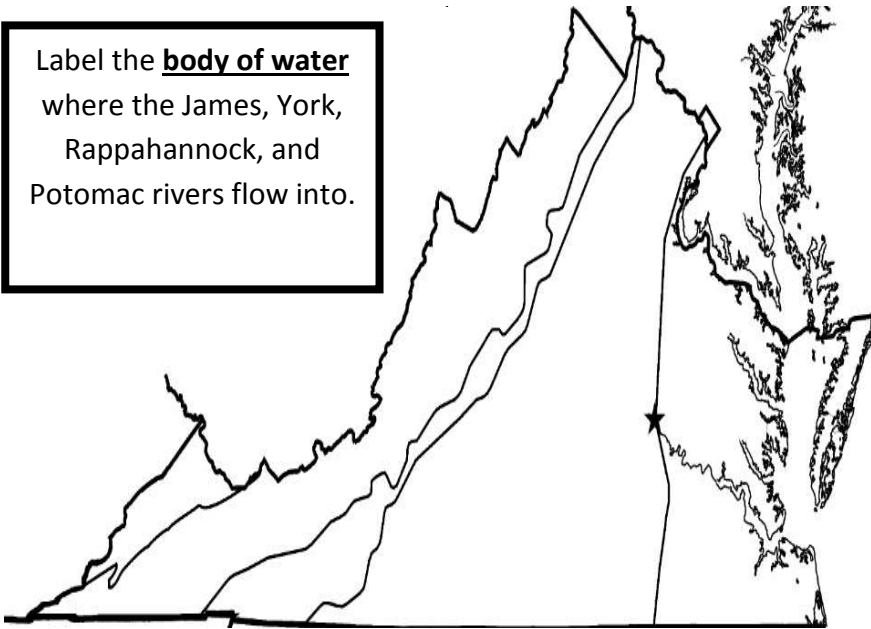 Label the body of water
where the James, York,
Rappahannock, and
Potomac rivers flow into.